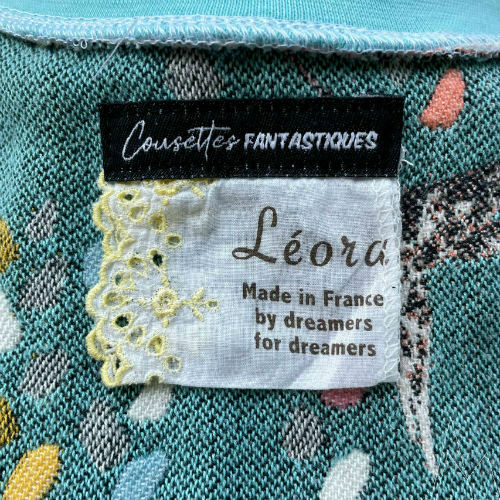 Cousettes FANTASTIQUES
Léora
Made in France
by dreamers
for dreamers